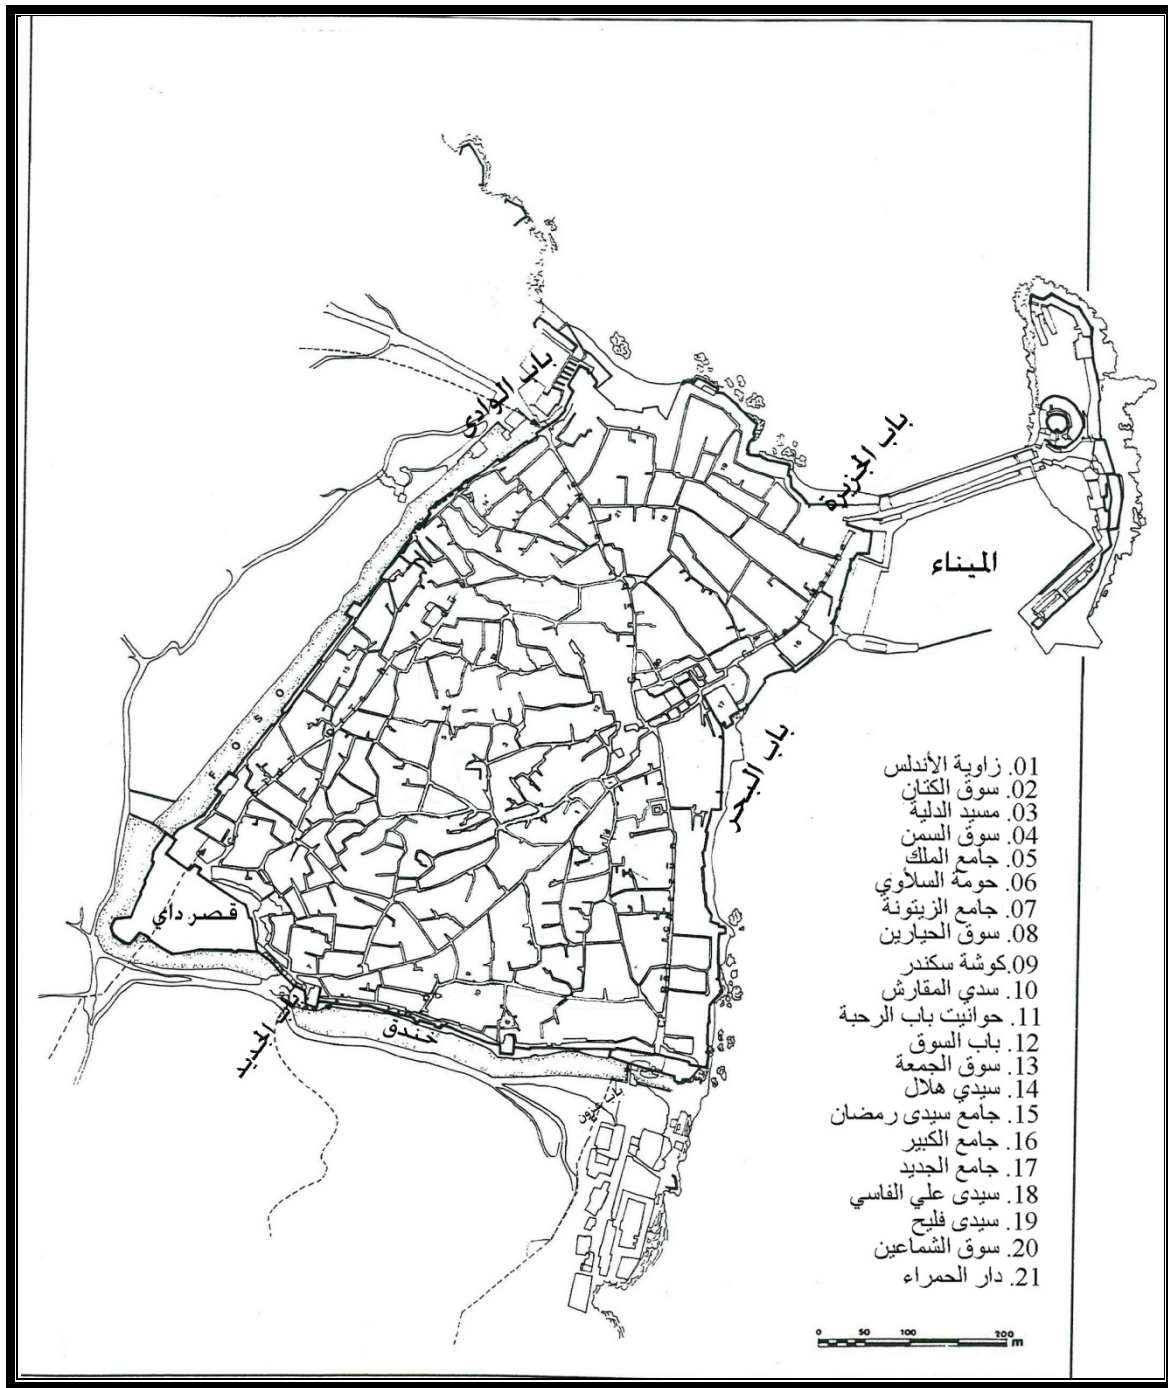 باب الوادي
باب الجزيرة
الميناء
باب البحر
F O S S O
قصر داي
باب الجديد
خندق
باب عزون
01. زاوية الأندلس
02. سوق الكتان
03. مسيد الدلية
04. سوق السمن
05. جامع الملك
06. حومة السلاوي
07. جامع الزيتونة
08. سوق الحيارين
09.كوشة سكندر
10. سدي المقارش
11. حوانيت باب الرحبة
12. باب السوق
13. سوق الجمعة
14. سيدي هلال
15. جامع سيدى رمضان
16. جامع الكبير
17. جامع الجديد
18. سيدى علي الفاسي
19. سيدى فليح
20. سوق الشماعين
21. دار الحمراء
0 50 100 200 m